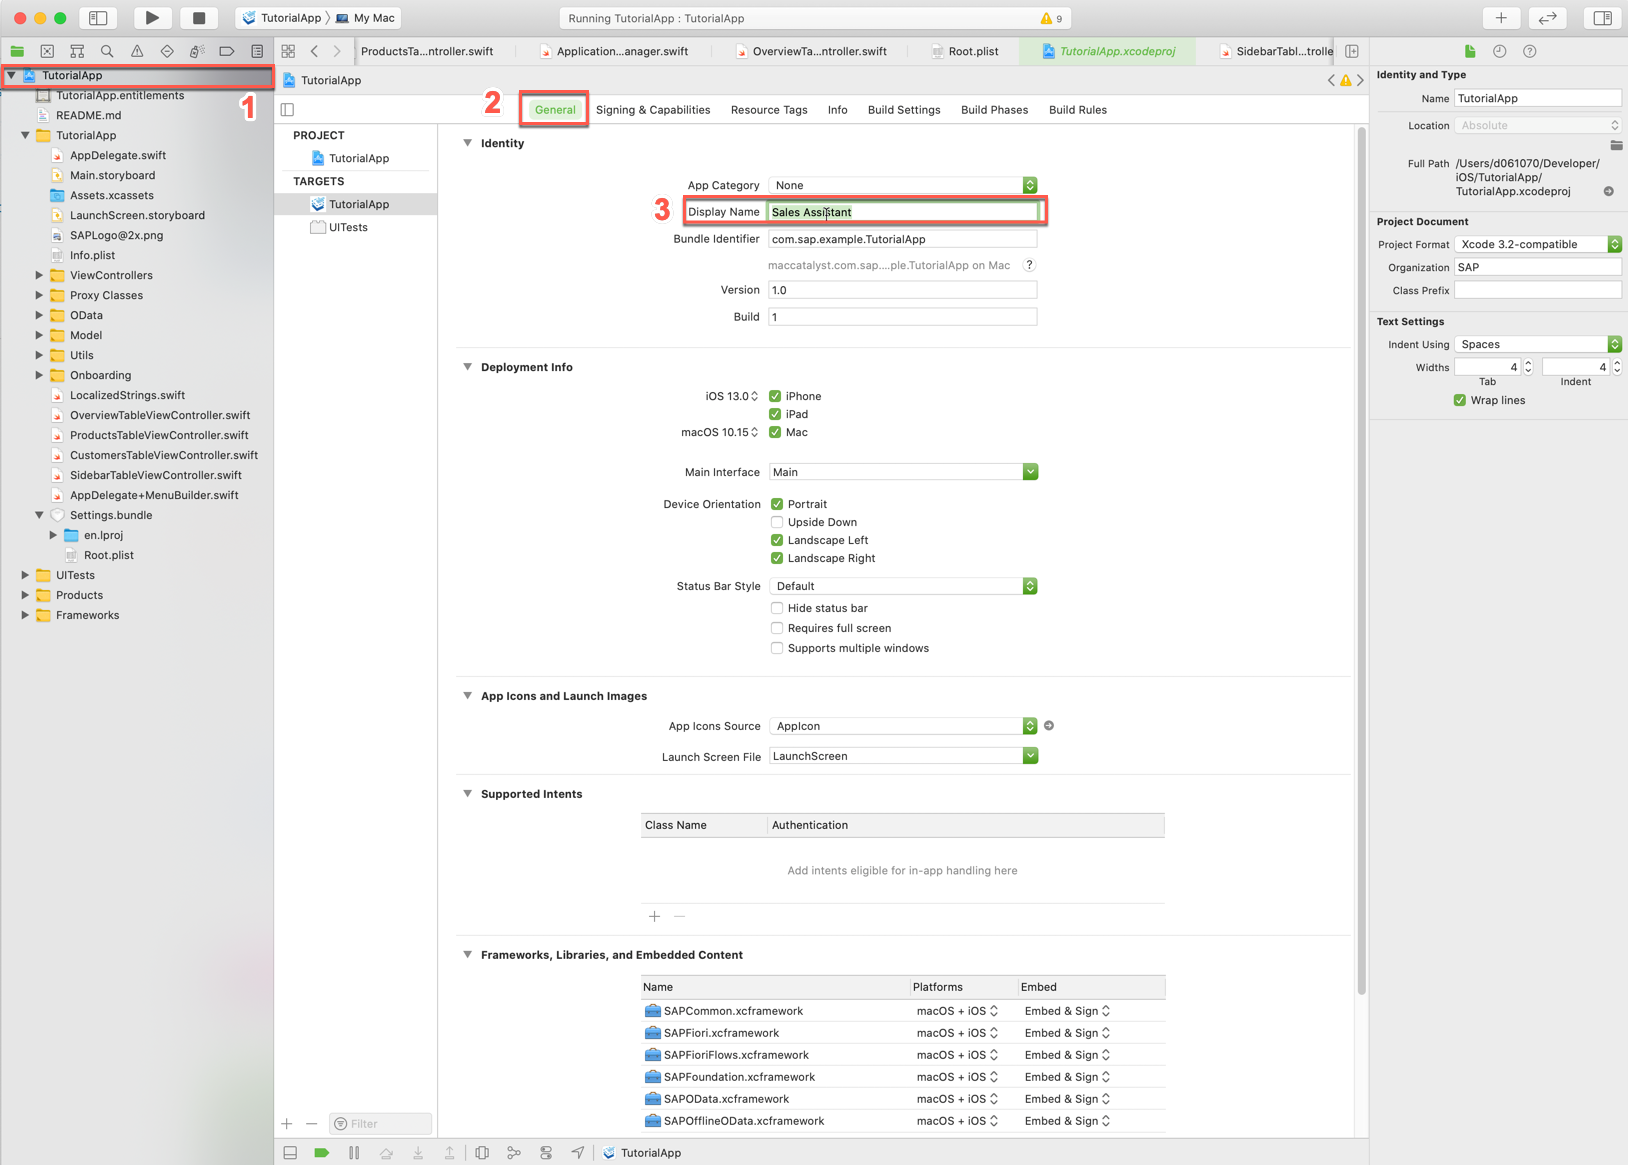 TutorialApp 〉 My Mac
Running TutorialApp : TutorialApp
9
ProductsTa...ntroller.swift
Application...anager.swift
OverviewTa...ntroller.swift
Root.plist
TutorialApp.xcodeproj
SidebarTabl...trolle
TutorialApp
1
TutorialApp.entitlements
README.md
TutorialApp
AppDelegate.swift
Main.storyboard
Assets.xcassets
LaunchScreen.storyboard
SAPLogo@2x.png
Info.plist
ViewControllers
Proxy Classes
OData
Model
Utils
Onboarding
LocalizedStrings.swift
OverviewTableViewController.swift
ProductsTableViewController.swift
CustomersTableViewController.swift
SidebarTableViewController.swift
AppDelegate+MenuBuilder.swift
Settings.bundle
en.lproj
Root.plist
UITests
Products
Frameworks
TutorialApp
2
General
Signing & Capabilities
Resource Tags
Info
Build Settings
Build Phases
Build Rules
PROJECT
TutorialApp
TARGETS
TutorialApp
UITests
Filter
Identity
App Category None
3
Display Name Sales Assistant
Bundle Identifier com.sap.example.TutorialApp
maccatalyst.com.sap....ple.TutorialApp on Mac ?
Version 1.0
Build 1
Deployment Info
iOS 13.0 iPhone
iPad
macOS 10.15 Mac
Main Interface Main
Device Orientation Portrait
Upside Down
Landscape Left
Landscape Right
Status Bar Style Default
Hide status bar
Requires full screen
Supports multiple windows
App Icons and Launch Images
App Icons Source AppIcon
Launch Screen File LaunchScreen
Supported Intents
Class Name Authentication
Add intents eligible for in-app handling here
Frameworks, Libraries, and Embedded Content
Name Platforms Embed
SAPCommon.xcframework macOS + iOS Embed & Sign
SAPFiori.xcframework macOS + iOS Embed & Sign
SAPFioriFlows.xcframework macOS + iOS Embed & Sign
SAPFoundation.xcframework macOS + iOS Embed & Sign
SAPOData.xcframework macOS + iOS Embed & Sign
SAPOfflineOData.xcframework macOS + iOS Embed & Sign
TutorialApp
Identity and Type
Name TutorialApp
Location Absolute
Full Path /Users/d061070/Developer/
iOS/TutorialApp/
TutorialApp.xcodeproj
Project Document
Project Format Xcode 3.2-compatible
Organization SAP
Class Prefix
Text Settings
Indent Using Spaces
Widths 4 4
Tab Indent
Wrap lines